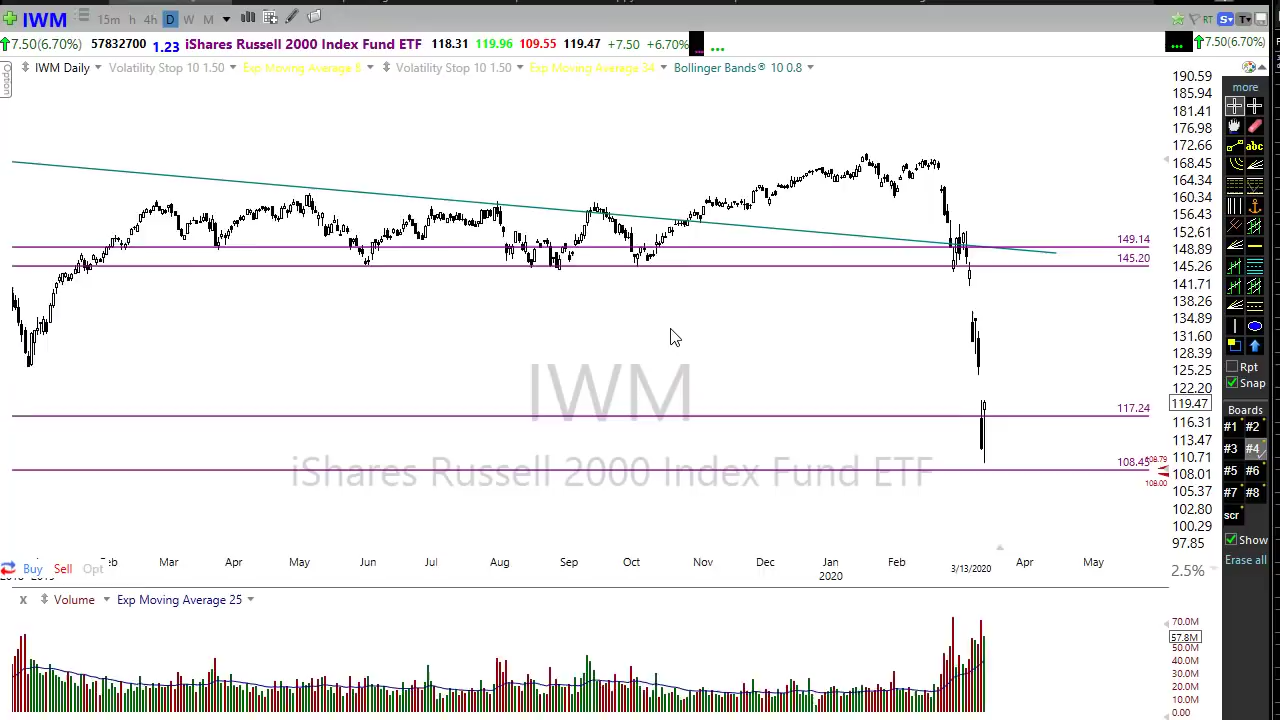 IWM 15m h 4h D W M RT S T
7.50(6.70%) 57832700 1.23 iShares Russell 2000 Index Fund ETF 118.31 119.96 109.55 119.47 +7.50 +6.70% ... ... 7.50(6.70%)
Option
IWM Daily Volatility Stop 10 1.50 Exp Moving Average 8 Volatility Stop 10 1.50 Exp Moving Average 34 Bollinger Bands® 10 0.8
190.59
185.94
181.41
176.98
172.66
168.45
164.34
160.34
156.43
152.61
148.89
145.26
141.71
138.26
134.89
131.60
128.39
125.25
122.20
119.47
116.31
113.47
110.71
108.01
105.37
102.80
100.29
97.85
149.14
145.20
117.24
108.45
108.79
108.00
IWM
iShares Russell 2000 Index Fund ETF
Feb Mar Apr May Jun Jul Aug Sep Oct Nov Dec Jan Feb 3/13/2020 Apr May
2020
Buy Sell Opt
2.5%
X Volume Exp Moving Average 25
70.0M
57.8M
50.0M
40.0M
30.0M
20.0M
10.0M
0.00
more
abc
Rpt
Snap
Boards
#1 #2
#3 #4
#5 #6
#7 #8
scr
Show
Erase all